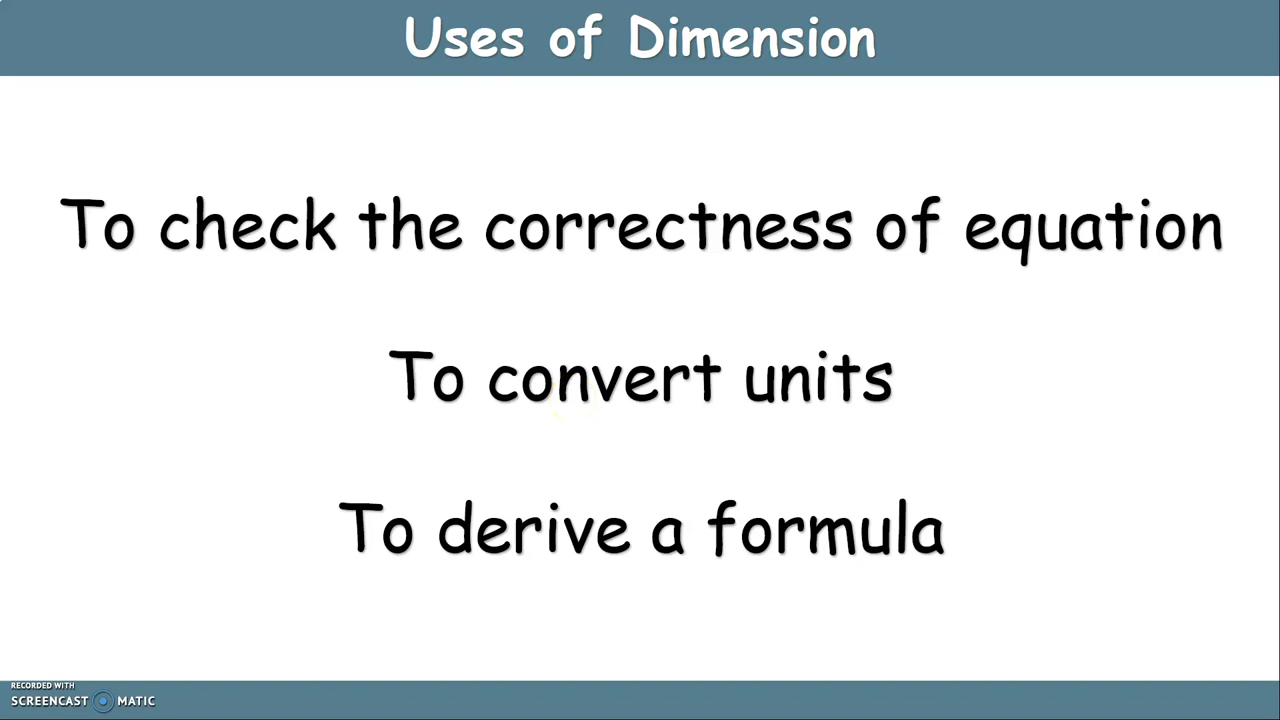 Uses of Dimension
To check the correctness of equation
To convert units
To derive a formula
RECORDED WITH
SCREENCAST MATIC